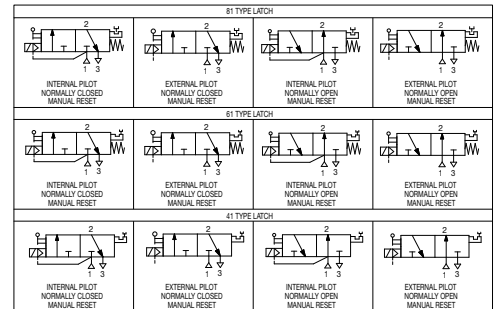 81 TYPE LATCH
2
1 3
INTERNAL PILOT
NORMALLY CLOSED
MANUAL RESET
2
1 3
EXTERNAL PILOT
NORMALLY CLOSED
MANUAL RESET
2
1 3
INTERNAL PILOT
NORMALLY OPEN
MANUAL RESET
2
1 3
EXTERNAL PILOT
NORMALLY OPEN
MANUAL RESET
61 TYPE LATCH
2
1 3
INTERNAL PILOT
NORMALLY CLOSED
MANUAL RESET
2
1 3
EXTERNAL PILOT
NORMALLY CLOSED
MANUAL RESET
2
1 3
INTERNAL PILOT
NORMALLY OPEN
MANUAL RESET
2
1 3
EXTERNAL PILOT
NORMALLY OPEN
MANUAL RESET
41 TYPE LATCH
2
1 3
INTERNAL PILOT
NORMALLY CLOSED
MANUAL RESET
2
1 3
EXTERNAL PILOT
NORMALLY CLOSED
MANUAL RESET
2
1 3
INTERNAL PILOT
NORMALLY OPEN
MANUAL RESET
2
1 3
EXTERNAL PILOT
NORMALLY OPEN
MANUAL RESET